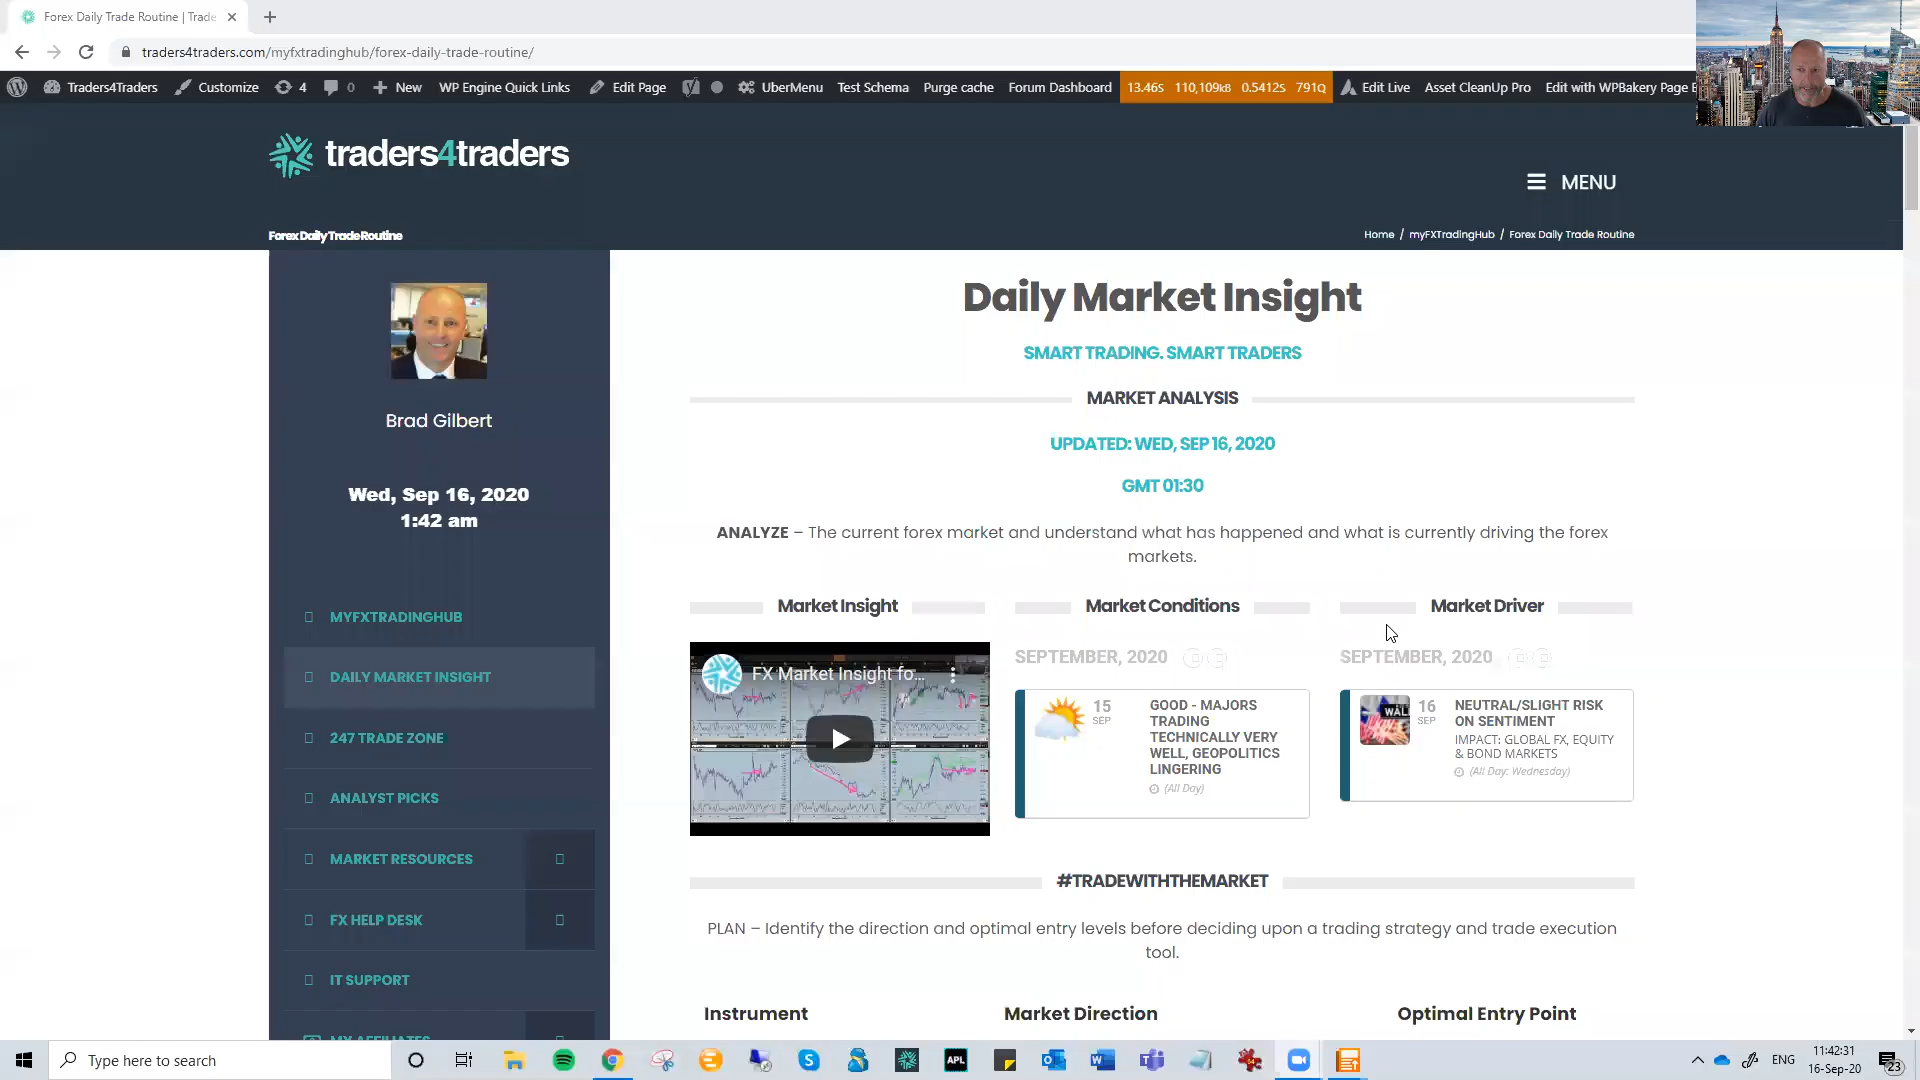 Forex Daily Trade Routine | Trade
traders4traders.com/myfxtradinghub/forex-daily-trade-routine/
Traders4Traders Customize 4 0 New WP Engine Quick Links Edit Page UberMenu Test Schema Purge cache Forum Dashboard 13.46s 110,109kB 0.5412s 791Q Edit Live Asset CleanUp Pro Edit with WPBakery Page E
traders4traders
MENU
Forex Daily Trade Routine
Home / myFXTradingHub / Forex Daily Trade Routine
Brad Gilbert
Wed, Sep 16, 2020
1:42 am
MYFXTRADINGHUB
DAILY MARKET INSIGHT
247 TRADE ZONE
ANALYST PICKS
MARKET RESOURCES
FX HELP DESK
IT SUPPORT
MY AFFILIATES
Daily Market Insight
SMART TRADING. SMART TRADERS
MARKET ANALYSIS
UPDATED: WED, SEP 16, 2020
GMT 01:30
ANALYZE – The current forex market and understand what has happened and what is currently driving the forex
markets.
Market Insight
FX Market Insight fo...
Market Conditions
SEPTEMBER, 2020
15
SEP
GOOD - MAJORS
TRADING
TECHNICALLY VERY
WELL, GEOPOLITICS
LINGERING
(All Day)
Market Driver
SEPTEMBER, 2020
WALL
16
SEP
NEUTRAL/SLIGHT RISK
ON SENTIMENT
IMPACT: GLOBAL FX, EQUITY
& BOND MARKETS
(All Day: Wednesday)
#TRADEWITHTHEMARKET
PLAN – Identify the direction and optimal entry levels before deciding upon a trading strategy and trade execution
tool.
Instrument Market Direction Optimal Entry Point
Type here to search
APL
ENG
11:42:31
16-Sep-20
23